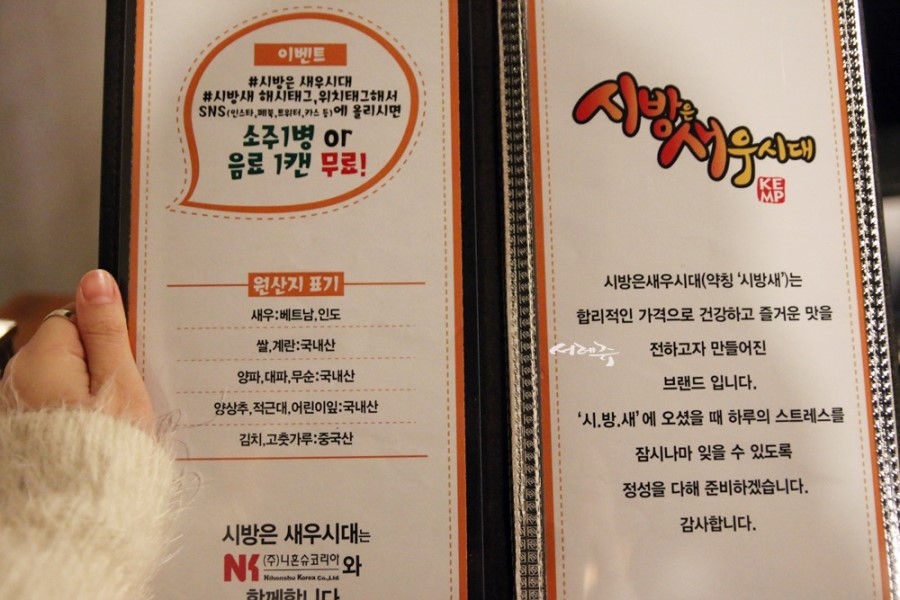 이벤트
#시방은 새우시대
#시방새 해시태그,위치태그해서
SNS(인스타,페북,트위터,카스 등)에 올리시면
소주1병 or
음료 1캔 무료!
원산지 표기
새우:베트남,인도
쌀,계란:국내산
양파,대파,무순:국내산
양상추,적근대,어린이잎:국내산
김치,고춧가루:중국산
시방은 새우시대는
NK (주)니혼슈코리아 와
Nihonshu Korea Co.,Ltd
함께합니다
시방은
새우시대
KE
MP
시방은새우시대(약칭 '시방새')는
합리적인 가격으로 건강하고 즐거운 맛을
전하고자 만들어진
브랜드 입니다.
'시.방.새'에 오셨을 때 하루의 스트레스를
잠시나마 잊을 수 있도록
정성을 다해 준비하겠습니다.
감사합니다.